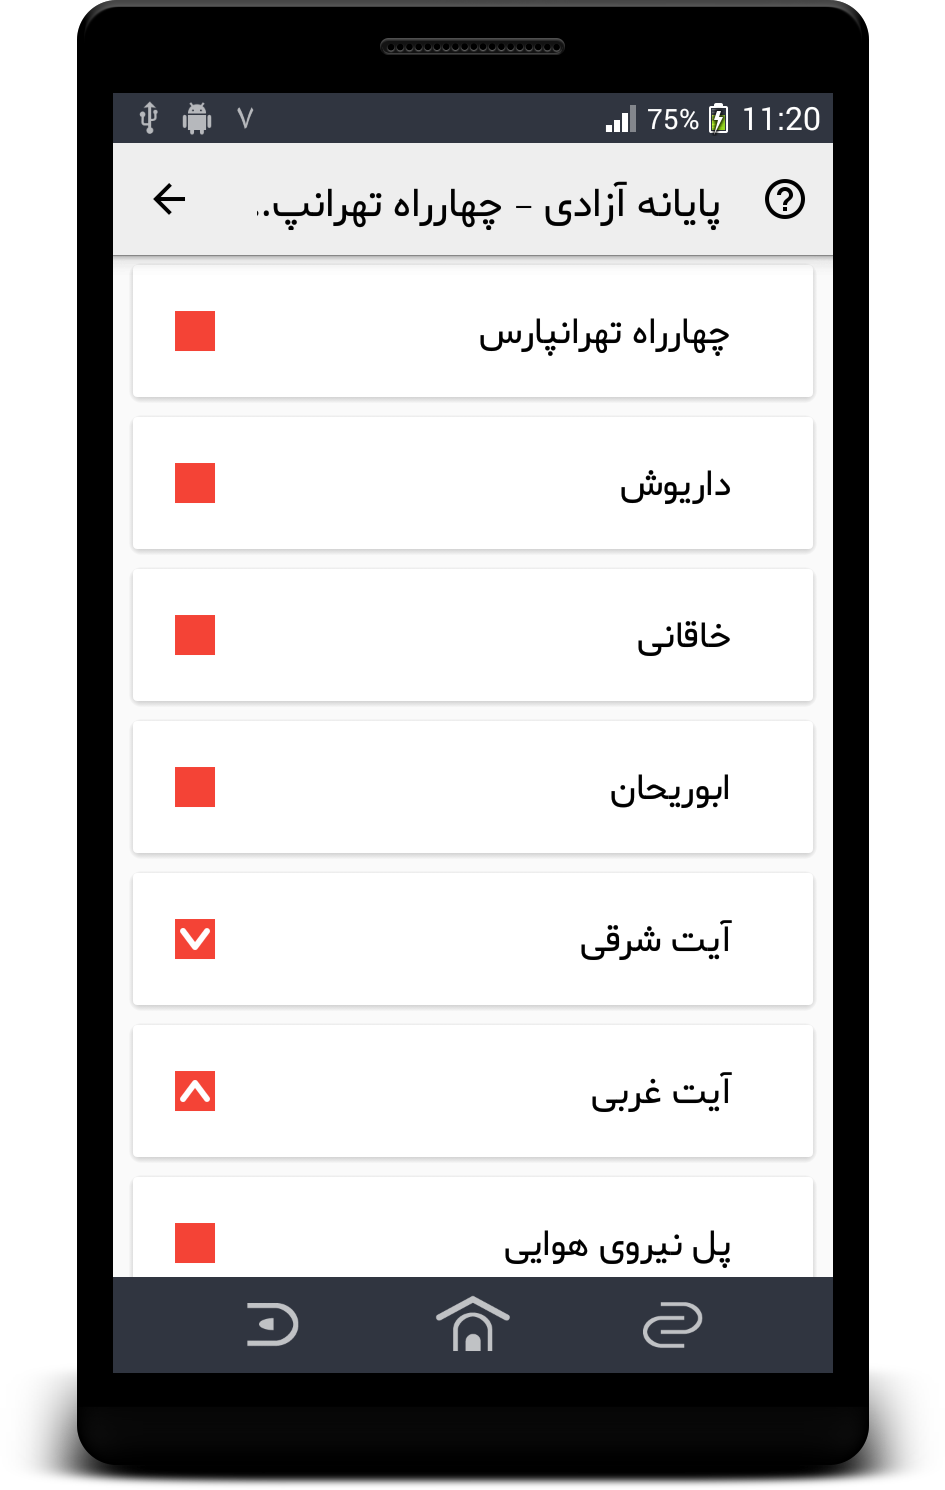 75% 11:20
پایانه آزادی - چهارراه تهرانپ..
چهارراه تهرانپارس
داریوش
خاقانی
ابوریحان
آیت شرقی
آیت غربی
پل نیروی هوایی